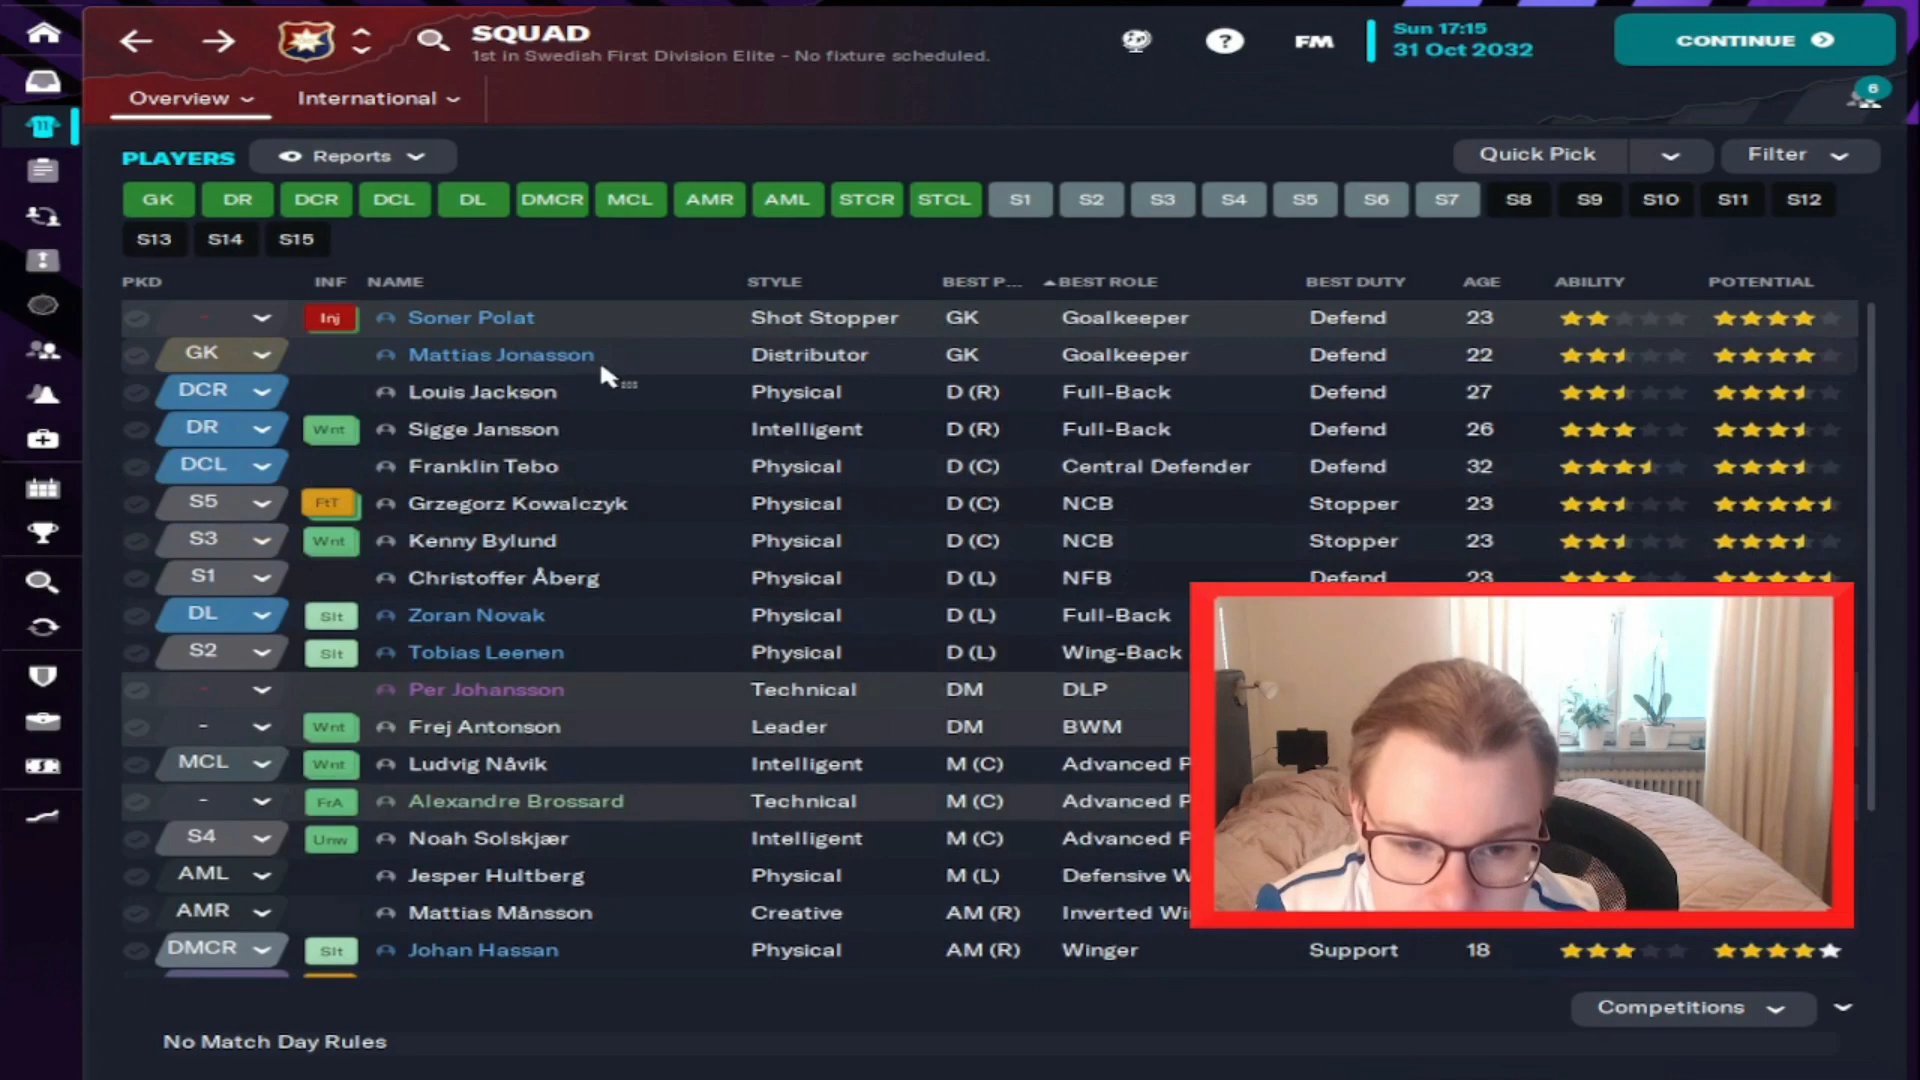 SQUAD
1st in Swedish First Division Elite - No fixture scheduled.
? FM Sun 17:15
31 Oct 2032
CONTINUE
6
Overview International
PLAYERS Reports Quick Pick Filter
GK DR DCR DCL DL DMCR MCL AMR AML STCR STCL S1 S2 S3 S4 S5 S6 S7 S8 S9 S10 S11 S12
S13 S14 S15
PKD INF NAME STYLE BEST P... BEST ROLE BEST DUTY AGE ABILITY POTENTIAL
- Inj Soner Polat Shot Stopper GK Goalkeeper Defend 23
GK Mattias Jonasson Distributor GK Goalkeeper Defend 22
DCR Louis Jackson Physical D (R) Full-Back Defend 27
DR Wnt Sigge Jansson Intelligent D (R) Full-Back Defend 26
DCL Franklin Tebo Physical D (C) Central Defender Defend 32
S5 FtT Grzegorz Kowalczyk Physical D (C) NCB Stopper 23
S3 Wnt Kenny Bylund Physical D (C) NCB Stopper 23
S1 Christoffer Åberg Physical D (L) NFB Defend 23
DL Slt Zoran Novak Physical D (L) Full-Back
S2 Slt Tobias Leenen Physical D (L) Wing-Back
- Per Johansson Technical DM DLP
- Wnt Frej Antonson Leader DM BWM
MCL Wnt Ludvig Nåvik Intelligent M (C) Advanced P
- FrA Alexandre Brossard Technical M (C) Advanced P
S4 Unw Noah Solskjær Intelligent M (C) Advanced P
AML Jesper Hultberg Physical M (L) Defensive W
AMR Mattias Månsson Creative AM (R) Inverted Wi
DMCR Slt Johan Hassan Physical AM (R) Winger Support 18
Competitions
No Match Day Rules